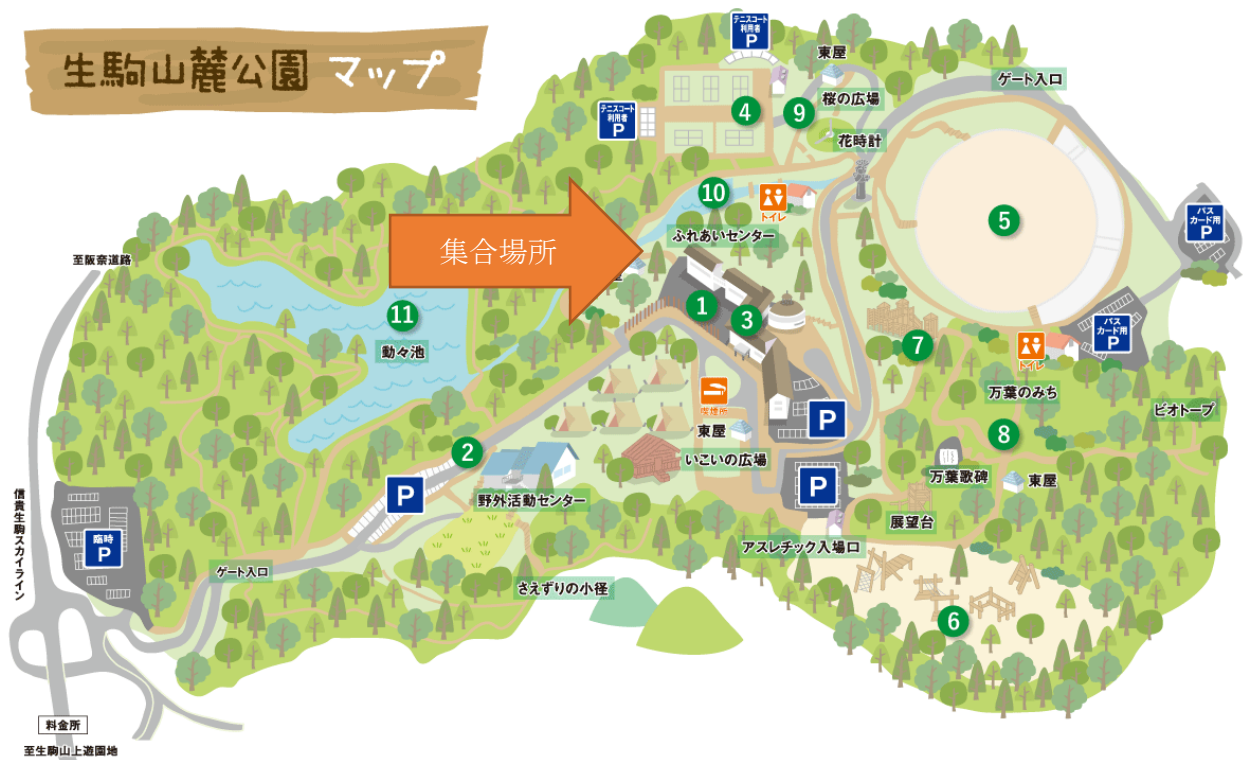 生駒山麓公園 マップ
テニスコート
利用者
P
東屋
ゲート入口
桜の広場
テニスコート
利用者
P
4
9
花時計
10
トイレ
5
バス
カード用
P
集合場所
ふれあいセンター
至阪奈道路
1
3
11
動々池
7
バス
カード用
P
トイレ
万葉のみち
喫煙所
P
ビオトープ
東屋
8
2
いこいの広場
万葉歌碑
東屋
P
野外活動センター
P
展望台
信貴生駒スカイライン
臨時
P
アスレチック入場口
ゲート入口
さえずりの小径
6
料金所
至生駒山上遊園地